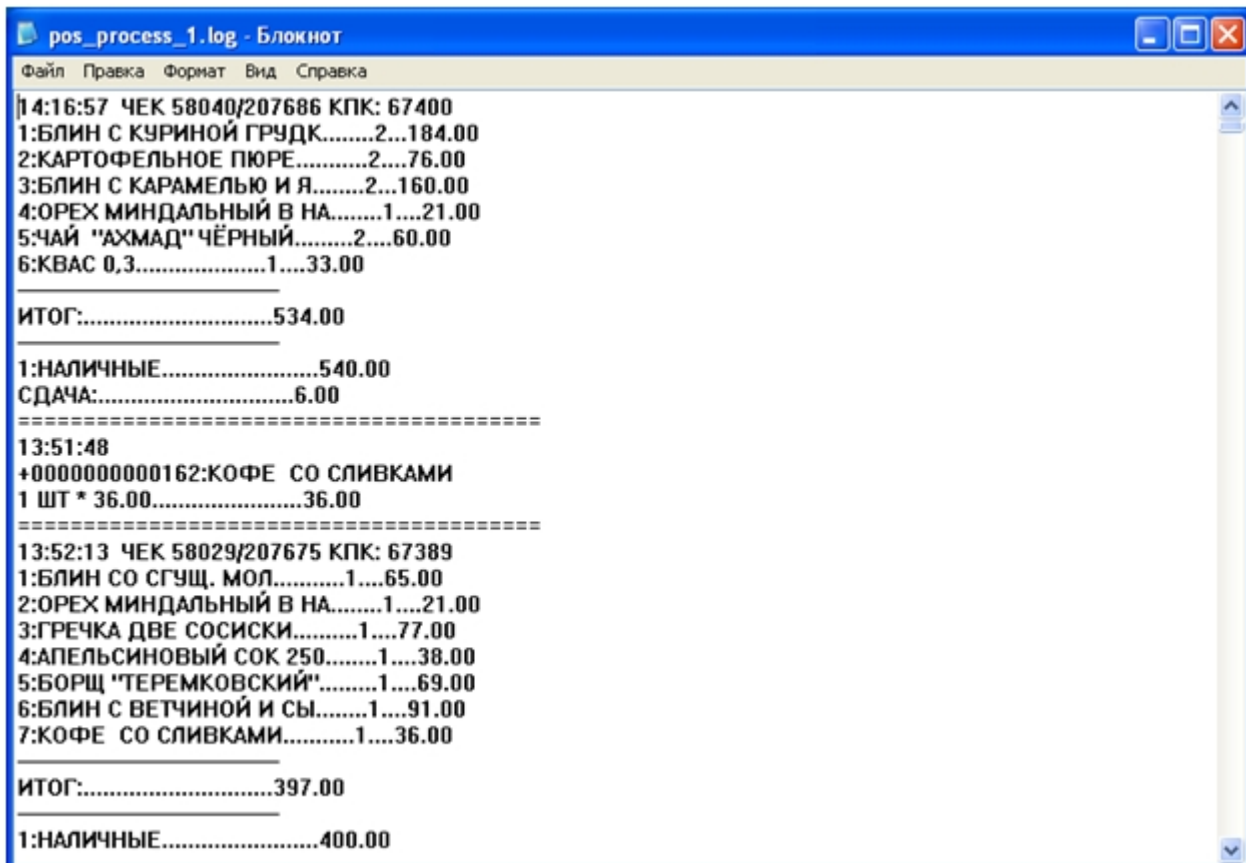 pos_process_1.log - Блокнот
Файл Правка Формат Вид Справка
14:16:57 ЧЕК 58040/207686 КПК: 67400
1:БЛИН С КУРИНОЙ ГРУДК........2...184.00
2:КАРТОФЕЛЬНОЕ ПЮРЕ...........2....76.00
3:БЛИН С КАРАМЕЛЬЮ И Я........2...160.00
4:ОРЕХ МИНДАЛЬНЫЙ В НА........1....21.00
5:ЧАЙ "АХМАД" ЧЁРНЫЙ.........2....60.00
6:КВАС 0,3....................1....33.00
ИТОГ:.............................534.00
1:НАЛИЧНЫЕ........................540.00
СДАЧА:..............................6.00
========================================
13:51:48
+0000000000162:КОФЕ СО СЛИВКАМИ
1 ШТ * 36.00.......................36.00
========================================
13:52:13 ЧЕК 58029/207675 КПК: 67389
1:БЛИН СО СГУЩ. МОЛ...........1....65.00
2:ОРЕХ МИНДАЛЬНЫЙ В НА........1....21.00
3:ГРЕЧКА ДВЕ СОСИСКИ..........1....77.00
4:АПЕЛЬСИНОВЫЙ СОК 250........1....38.00
5:БОРЩ "ТЕРЕМКОВСКИЙ".........1....69.00
6:БЛИН С ВЕТЧИНОЙ И СЫ........1....91.00
7:КОФЕ СО СЛИВКАМИ...........1....36.00
ИТОГ:.............................397.00
1:НАЛИЧНЫЕ........................400.00